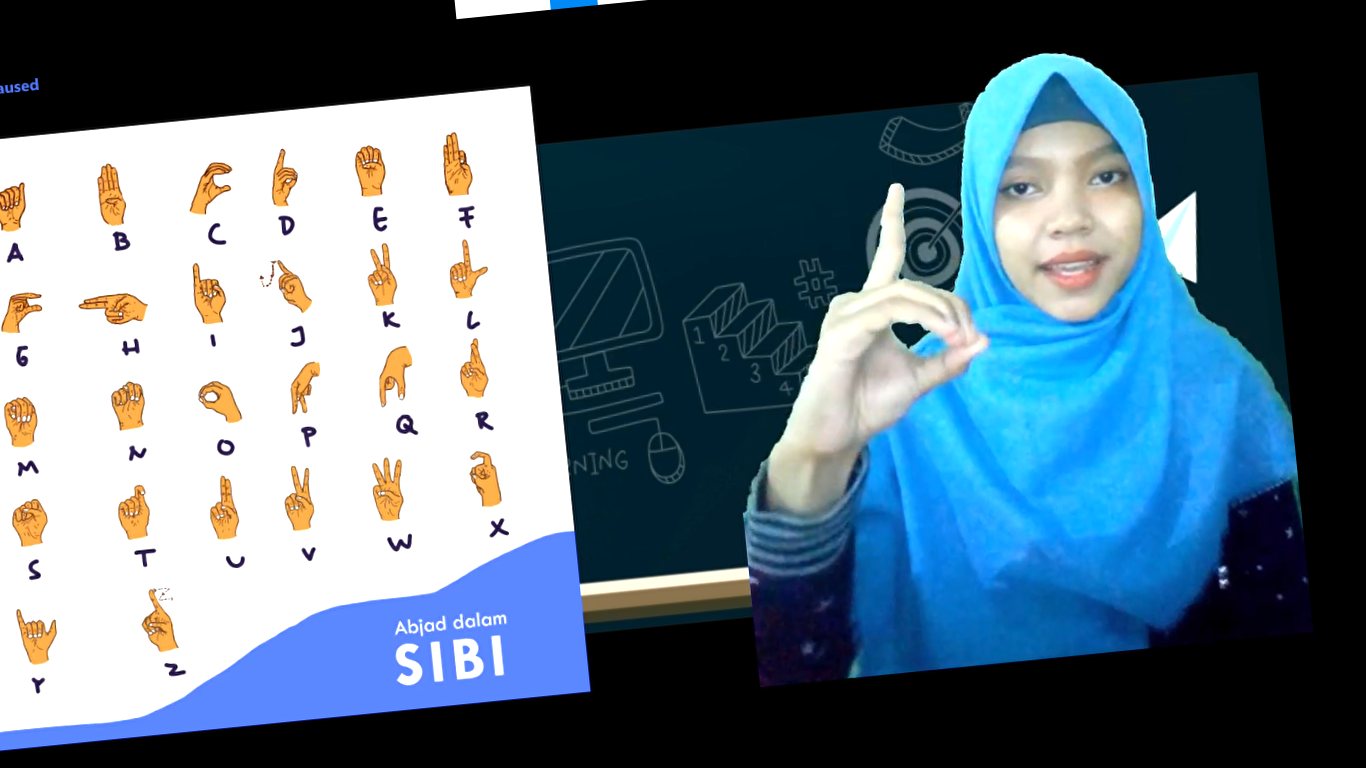 aused
A B C D E F
G H I J K L
M N O P Q R
S T U V W X
Y Z
Abjad dalam
SIBI
#
1
2
3
4
NING